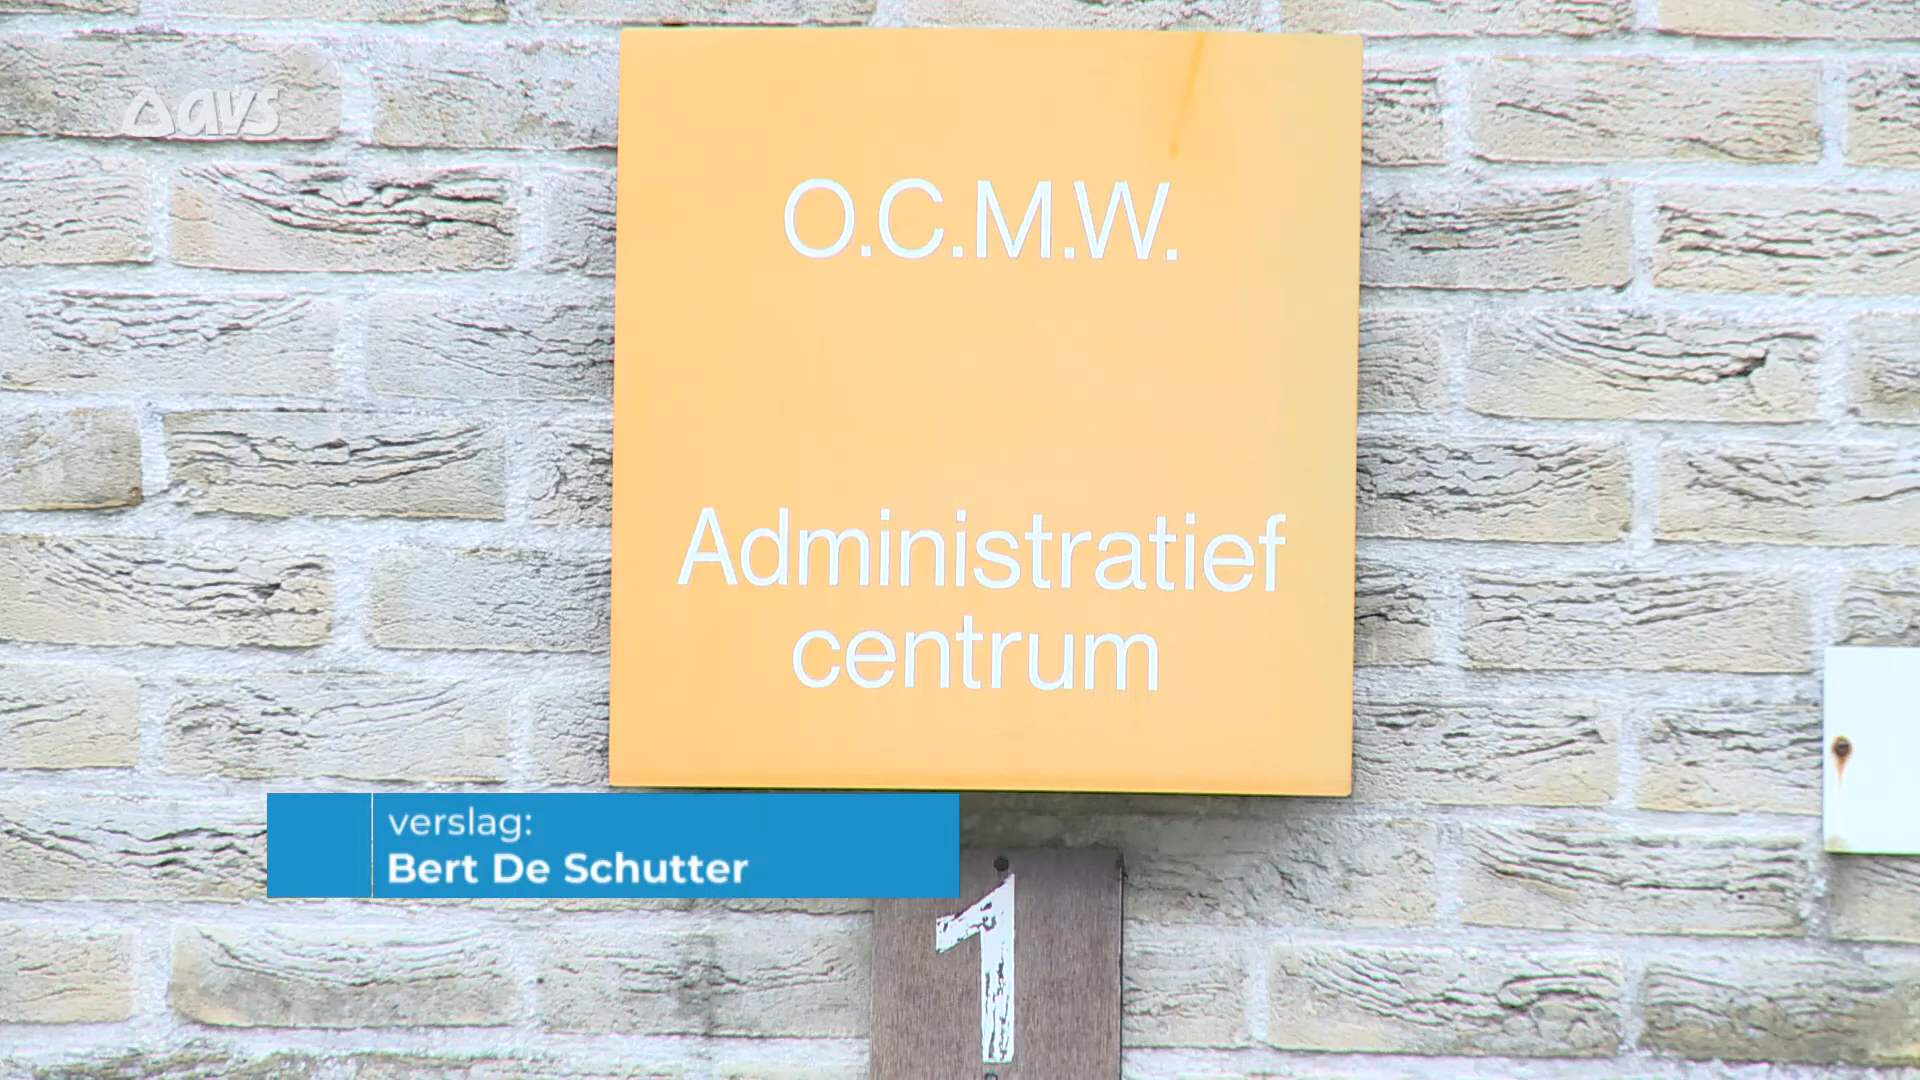 avs
O.C.M.W.
Administratief
centrum
verslag:
Bert De Schutter
1